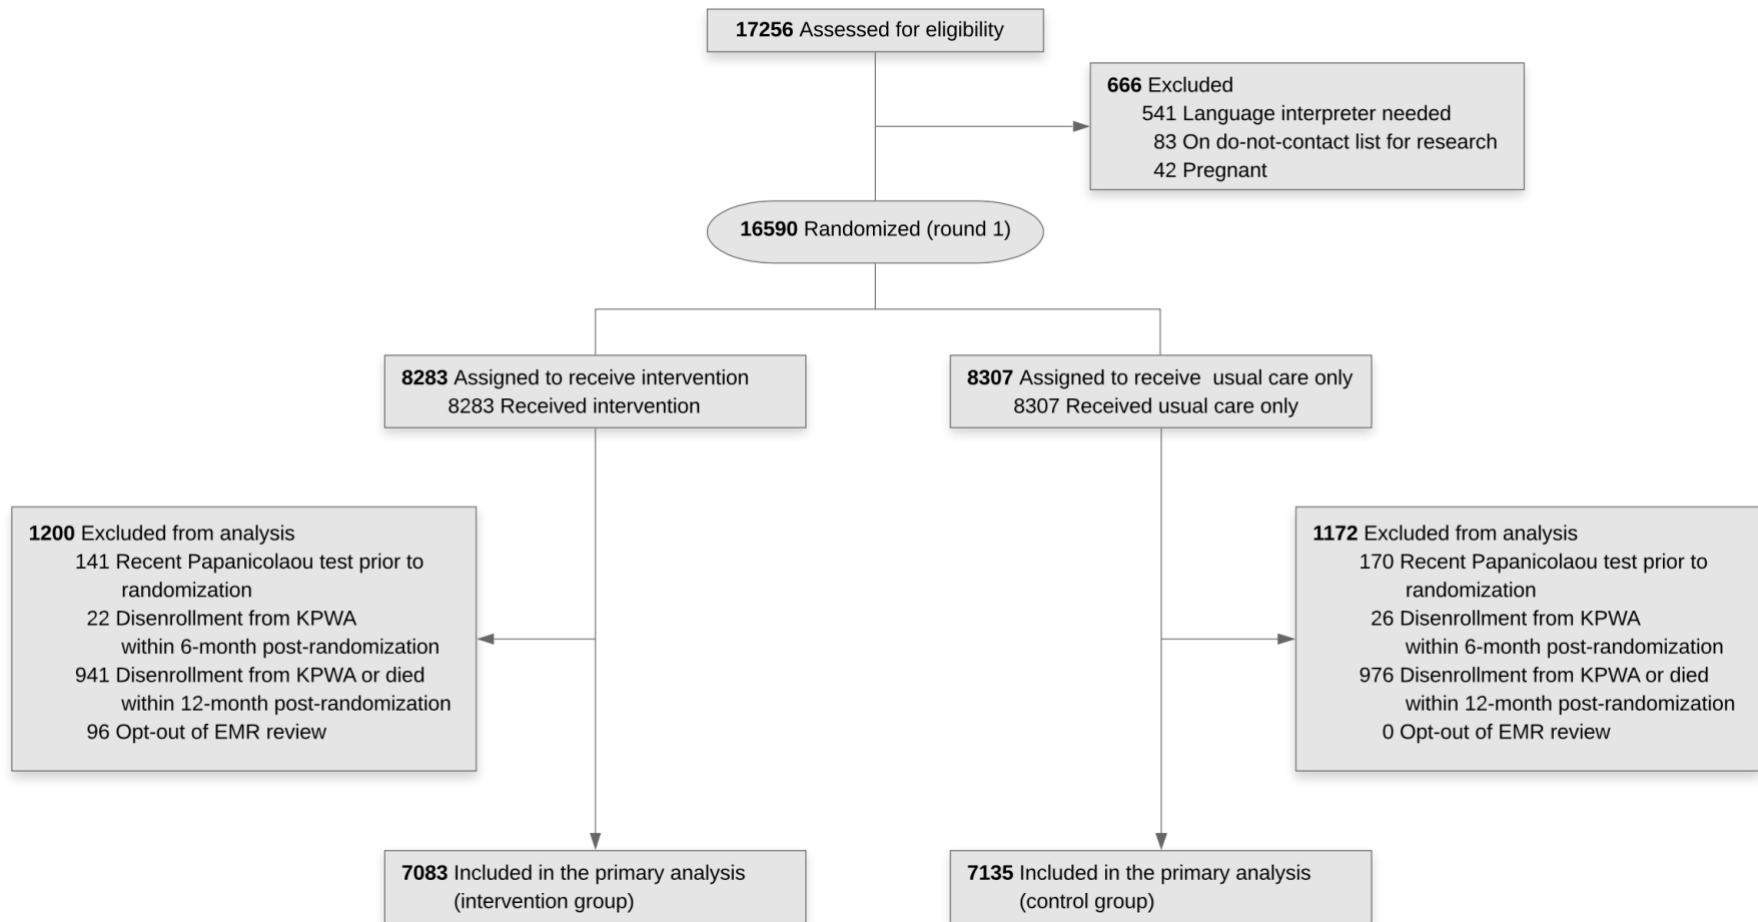 17256 Assessed for eligibility
666 Excluded
541 Language interpreter needed
83 On do-not-contact list for research
42 Pregnant
16590 Randomized (round 1)
8283 Assigned to receive intervention
8283 Received intervention
8307 Assigned to receive usual care only
8307 Received usual care only
1200 Excluded from analysis
141 Recent Papanicolaou test prior to
randomization
22 Disenrollment from KPWA
within 6-month post-randomization
941 Disenrollment from KPWA or died
within 12-month post-randomization
96 Opt-out of EMR review
1172 Excluded from analysis
170 Recent Papanicolaou test prior to
randomization
26 Disenrollment from KPWA
within 6-month post-randomization
976 Disenrollment from KPWA or died
within 12-month post-randomization
0 Opt-out of EMR review
7083 Included in the primary analysis
(intervention group)
7135 Included in the primary analysis
(control group)